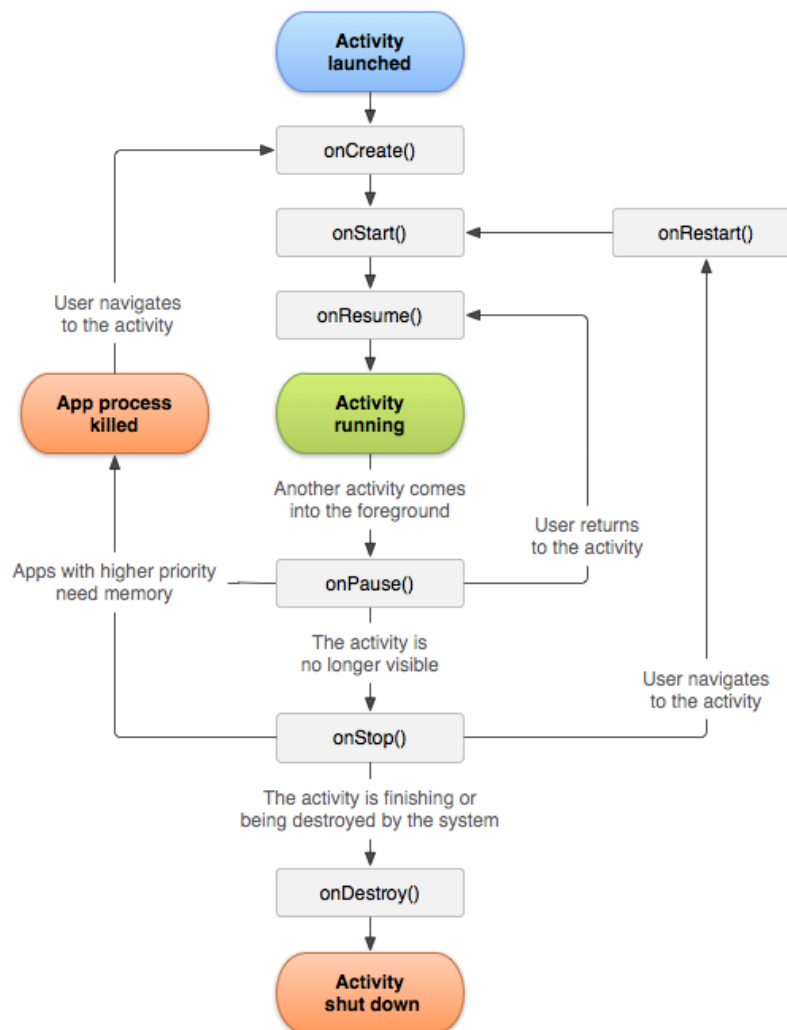 Activity
launched
onCreate()
onStart()
onRestart()
onResume()
User navigates
to the activity
App process
killed
Activity
running
Another activity comes
into the foreground
User returns
to the activity
Apps with higher priority
need memory
onPause()
The activity is
no longer visible
User navigates
to the activity
onStop()
The activity is finishing or
being destroyed by the system
onDestroy()
Activity
shut down